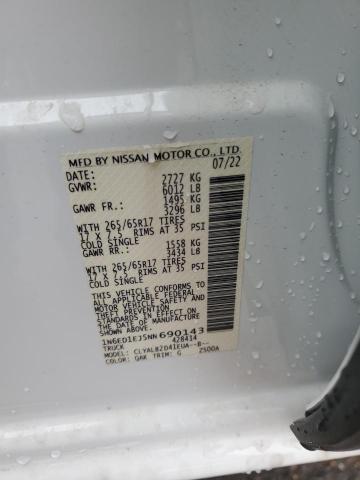 MFD BY NISSAN MOTOR CO., LTD.
DATE: 07/22
GVWR: 2727 KG
6012 LB
GAWR FR.: 1495 KG
3296 LB
WITH 265/65R17 TIRES
17 X 7.5 RIMS AT 35 PSI
COLD SINGLE
GAWR RR.: 1558 KG
3434 LB
WITH 265/65R17 TIRES
17 X 7.5 RIMS AT 35 PSI
COLD SINGLE
THIS VEHICLE CONFORMS TO
ALL APPLICABLE FEDERAL
MOTOR VEHICLE SAFETY
STANDARDS IN EFFECT ON THE
DATE OF MANUFACTURE SHOWN
ABOVE.
1N6ED1EJ5NN690143
TRUCK 428414
MODEL: CLYALBZD41EUA--B--
COLOR: QAK TRIM: G 2500A